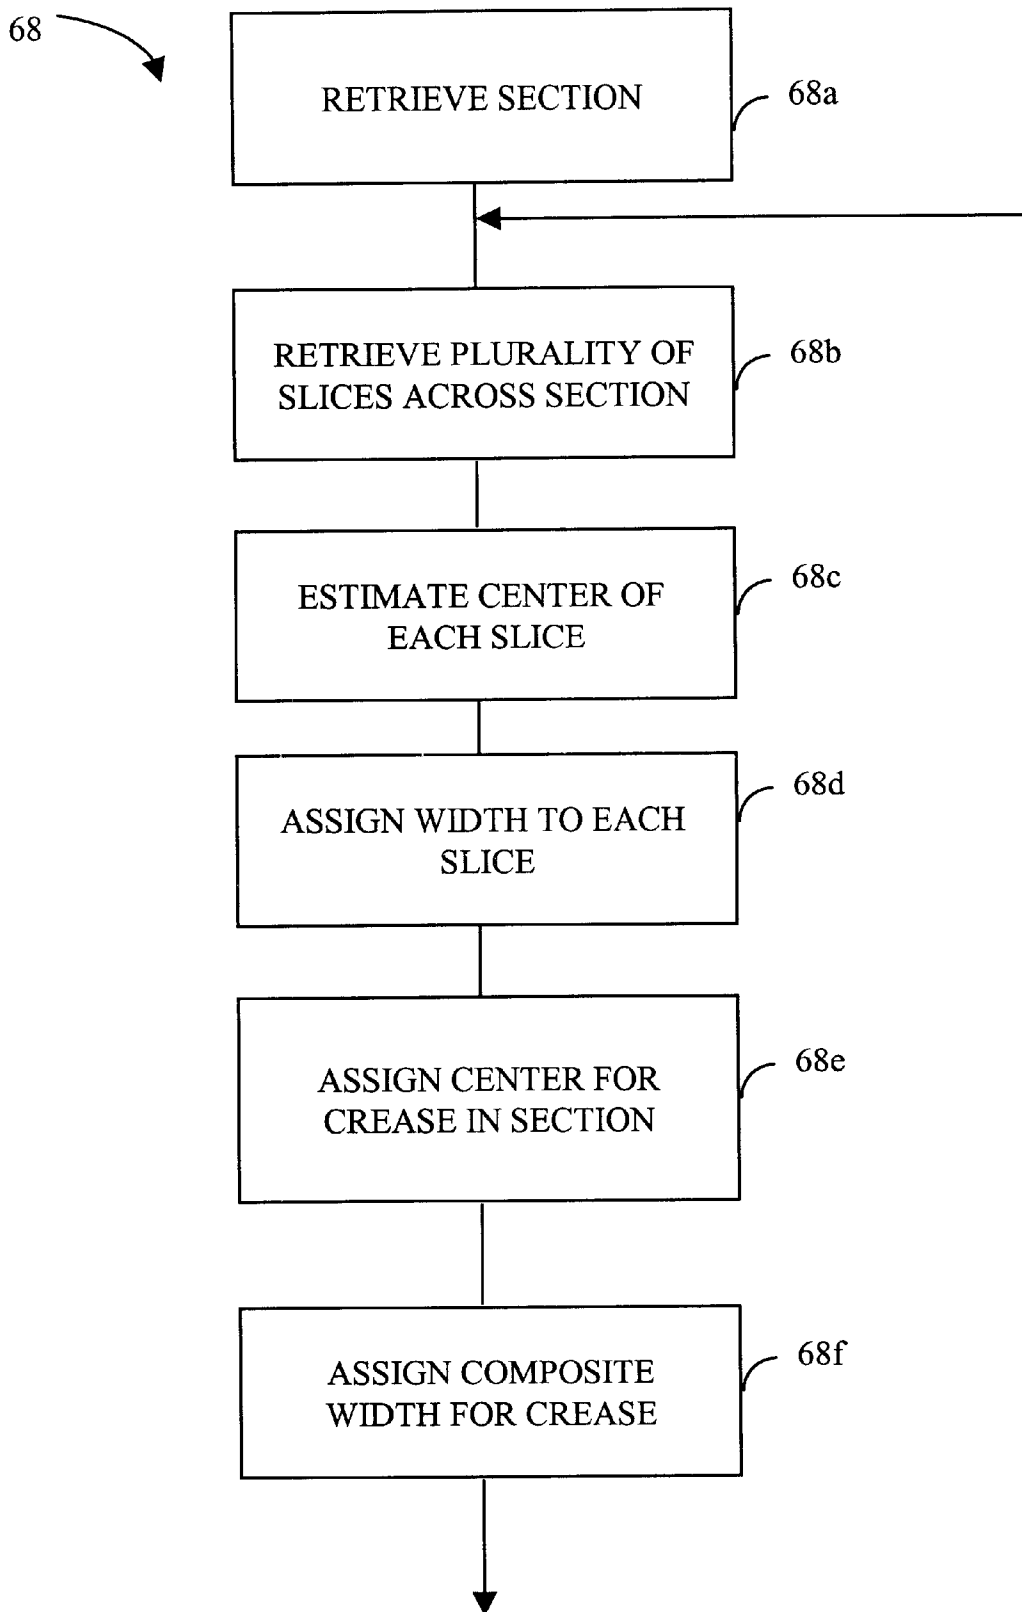 68
RETRIEVE SECTION
68a
RETRIEVE PLURALITY OF
SLICES ACROSS SECTION
68b
ESTIMATE CENTER OF
EACH SLICE
68c
ASSIGN WIDTH TO EACH
SLICE
68d
ASSIGN CENTER FOR
CREASE IN SECTION
68e
ASSIGN COMPOSITE
WIDTH FOR CREASE
68f